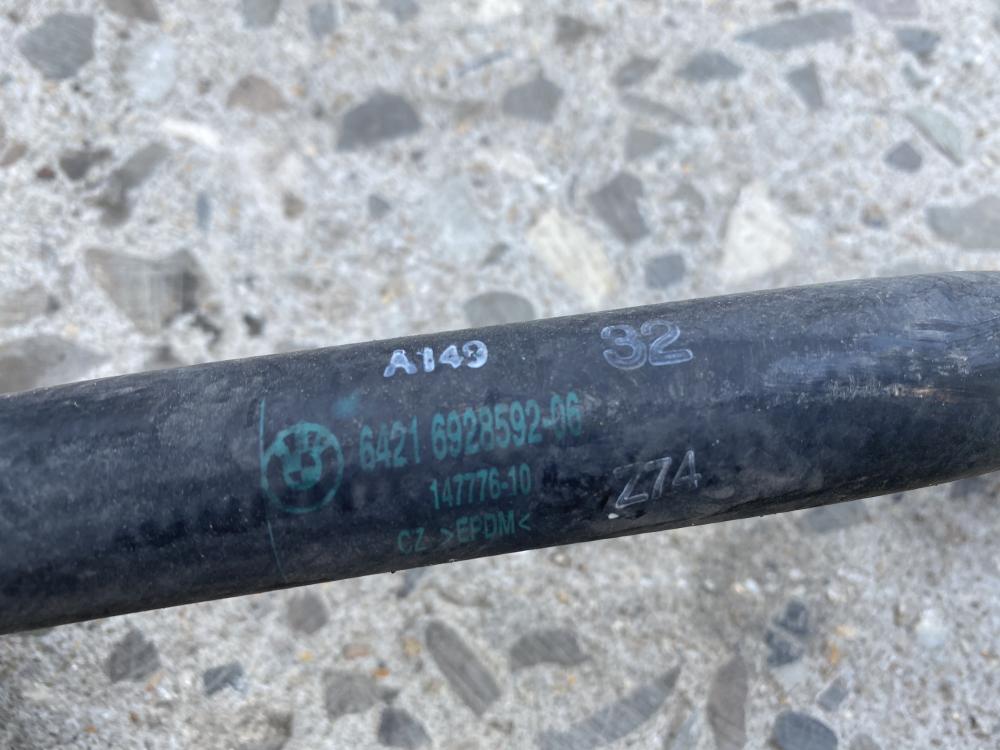 A149 32
6421 6928592-06
147776-10
Z74
CZ >EPDM<